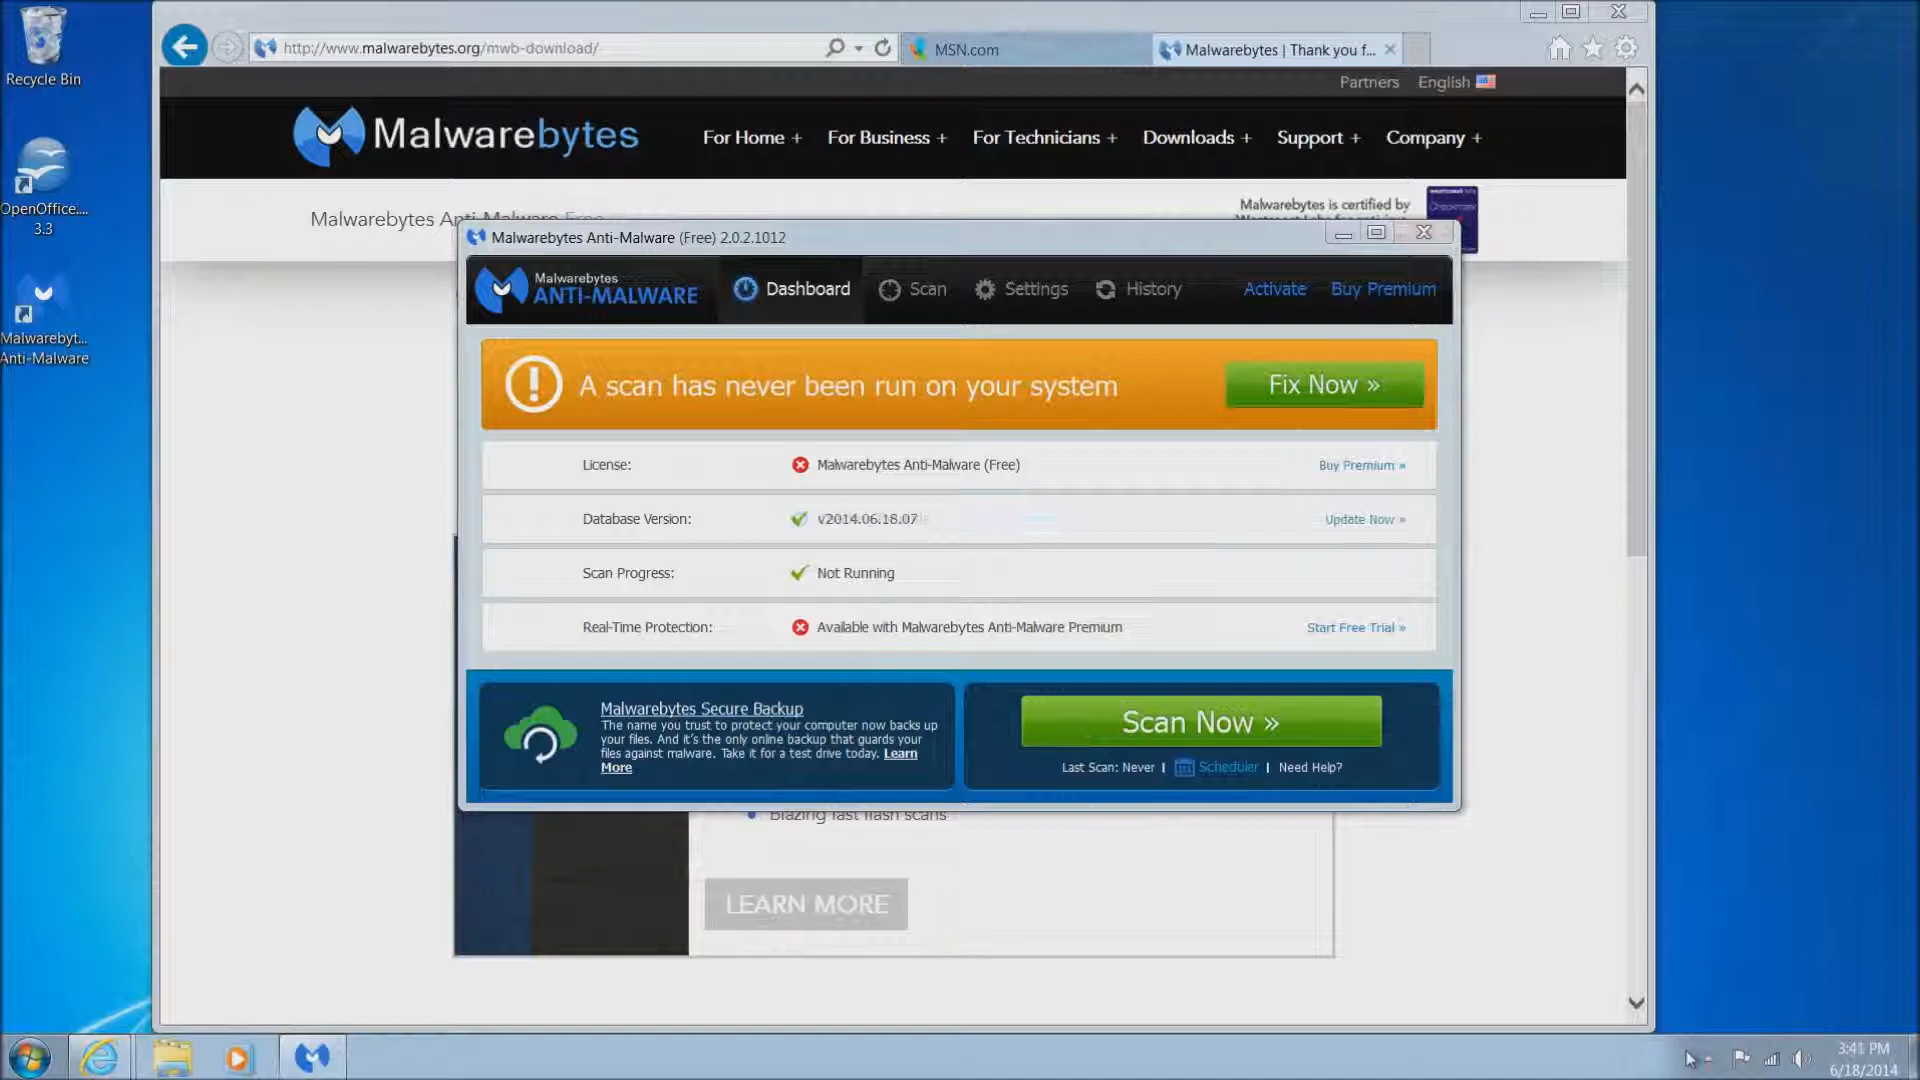 Recycle Bin
OpenOffice....
3.3
Malwarebyt...
Anti-Malware
http://www.malwarebytes.org/mwb-download/
MSN.com
Malwarebytes | Thank you f...
Partners
English
Malwarebytes
For Home +
For Business +
For Technicians +
Downloads +
Support +
Company +
Malwarebytes Anti-Malware Free
Malwarebytes is certified by
Malwarebytes Anti-Malware (Free) 2.0.2.1012
Malwarebytes
ANTI-MALWARE
Dashboard
Scan
Settings
History
Activate
Buy Premium
A scan has never been run on your system
Fix Now »
License:
Malwarebytes Anti-Malware (Free)
Buy Premium »
Database Version:
v2014.06.18.07
Update Now »
Scan Progress:
Not Running
Real-Time Protection:
Available with Malwarebytes Anti-Malware Premium
Start Free Trial »
Malwarebytes Secure Backup
The name you trust to protect your computer now backs up
your files. And it's the only online backup that guards your
files against malware. Take it for a test drive today. Learn
More
Scan Now »
Last Scan: Never | Scheduler | Need Help?
Blazing fast flash scans
LEARN MORE
3:41 PM
6/18/2014